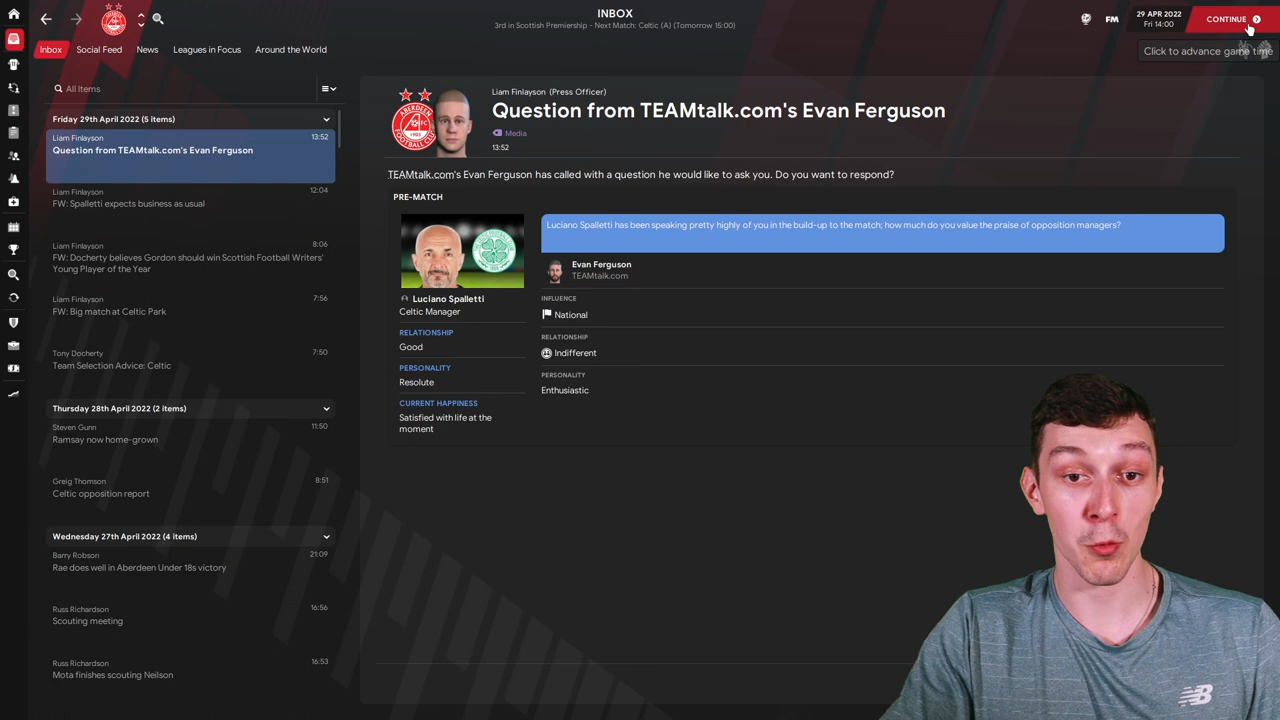 INBOX
3rd in Scottish Premiership - Next Match: Celtic (A) (Tomorrow 15:00)
FM
29 APR 2022
Fri 14:00
CONTINUE
Click to advance game time
Inbox
Social Feed
News
Leagues in Focus
Around the World
All Items
Friday 29th April 2022 (5 items)
Liam Finlayson
13:52
Question from TEAMtalk.com's Evan Ferguson
Liam Finlayson
12:04
FW: Spalletti expects business as usual
Liam Finlayson
8:06
FW: Docherty believes Gordon should win Scottish Football Writers'
Young Player of the Year
Liam Finlayson
7:56
FW: Big match at Celtic Park
Tony Docherty
7:50
Team Selection Advice: Celtic
Thursday 28th April 2022 (2 items)
Steven Gunn
11:50
Ramsay now home-grown
Greig Thomson
8:51
Celtic opposition report
Wednesday 27th April 2022 (4 items)
Barry Robson
21:09
Rae does well in Aberdeen Under 18s victory
Russ Richardson
16:56
Scouting meeting
Russ Richardson
16:53
Mota finishes scouting Neilson
ABERDEEN
FOOTBALL CLUB
1903
Liam Finlayson (Press Officer)
Question from TEAMtalk.com's Evan Ferguson
Media
13:52
TEAMtalk.com's Evan Ferguson has called with a question he would like to ask you. Do you want to respond?
PRE-MATCH
Luciano Spalletti
Celtic Manager
RELATIONSHIP
Good
PERSONALITY
Resolute
CURRENT HAPPINESS
Satisfied with life at the
moment
Luciano Spalletti has been speaking pretty highly of you in the build-up to the match; how much do you value the praise of opposition managers?
Evan Ferguson
TEAMtalk.com
INFLUENCE
National
RELATIONSHIP
Indifferent
PERSONALITY
Enthusiastic
NB